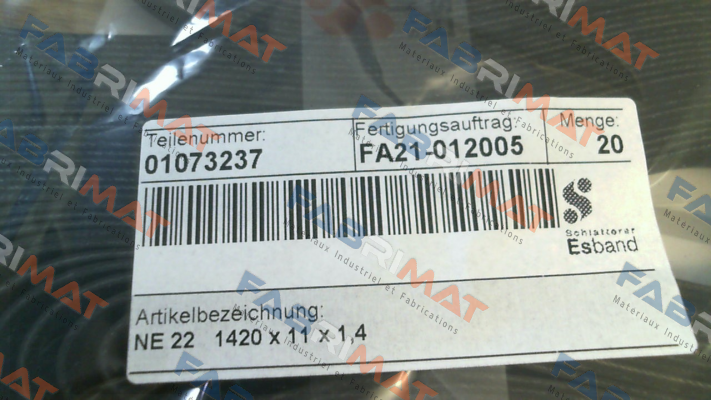 Teilenummer:
01073237
Fertigungsauftrag:
FA21-012005
Menge:
20
Schlatterer
Esband
Artikelbezeichnung:
NE 22 1420 x 11 x 1,4
FABRIMAT
Materiaux Industriel et Fabrications